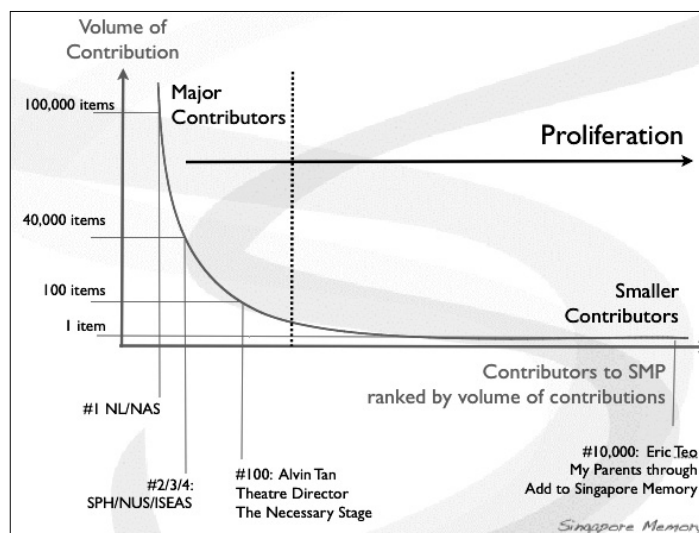 Volume of
Contribution
100,000 items
Major
Contributors
Proliferation
40,000 items
100 items
Smaller
Contributors
1 item
Contributors to SMP
ranked by volume of contributions
#1 NL/NAS
#2/3/4:
SPH/NUS/ISEAS
#100: Alvin Tan
Theatre Director
The Necessary Stage
#10,000: Eric Teo
My Parents through
Add to Singapore Memory
Singapore Memory